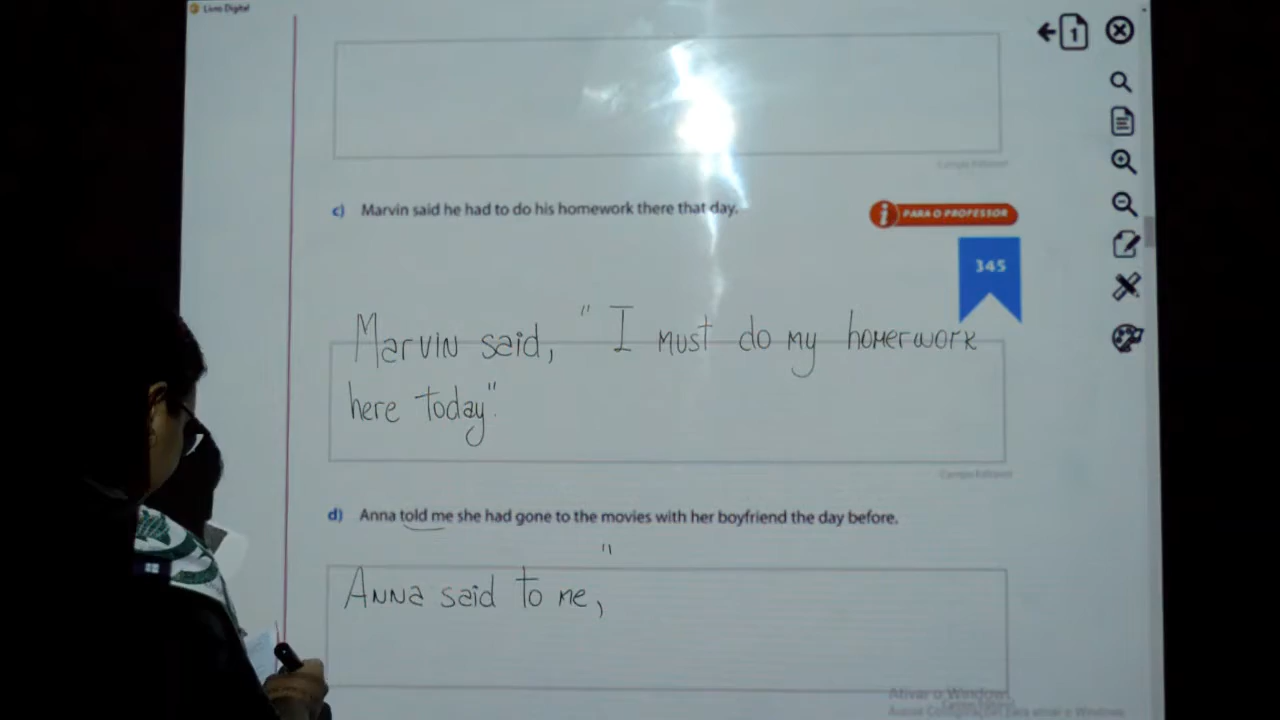 Livro Digital
1
c) Marvin said he had to do his homework there that day.
PARA O PROFESSOR
345
Marvin said, " I must do my homerwork
here today".
d) Anna told me she had gone to the movies with her boyfriend the day before.
Anna said to me, "
Ativar o Windows